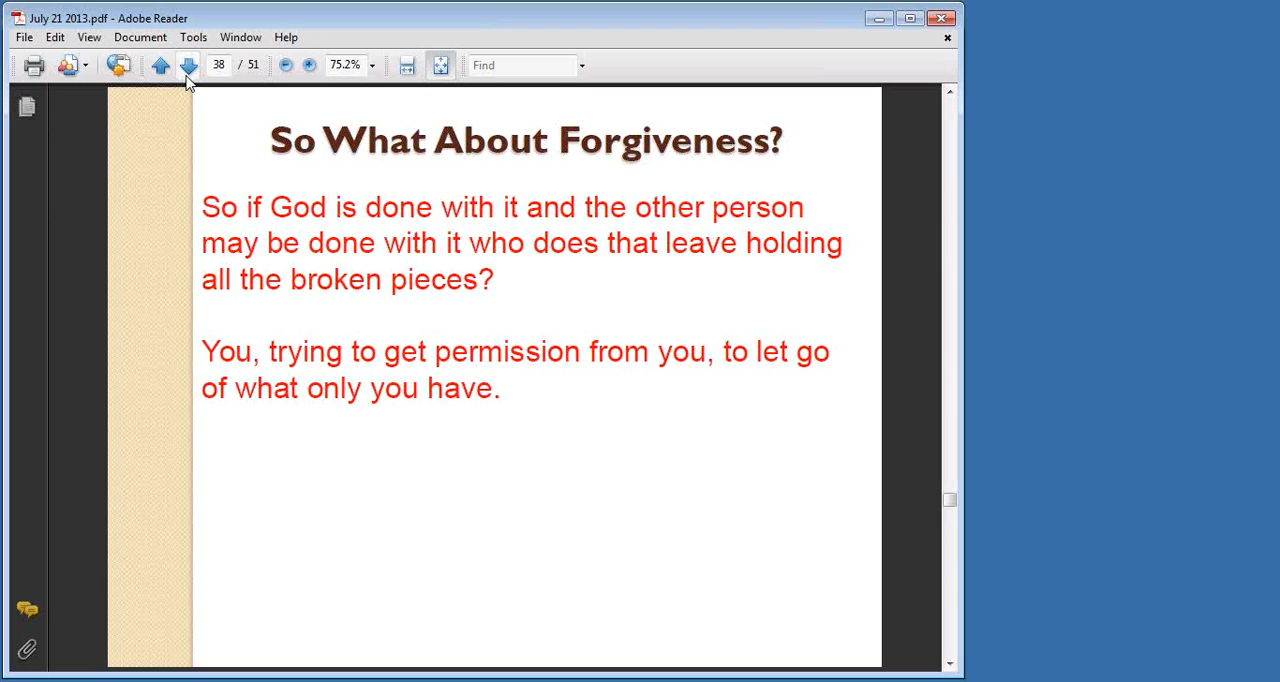 July 21 2013.pdf - Adobe Reader
File Edit View Document Tools Window Help
38 / 51 75.2% Find
So What About Forgiveness?
So if God is done with it and the other person
may be done with it who does that leave holding
all the broken pieces?
You, trying to get permission from you, to let go
of what only you have.